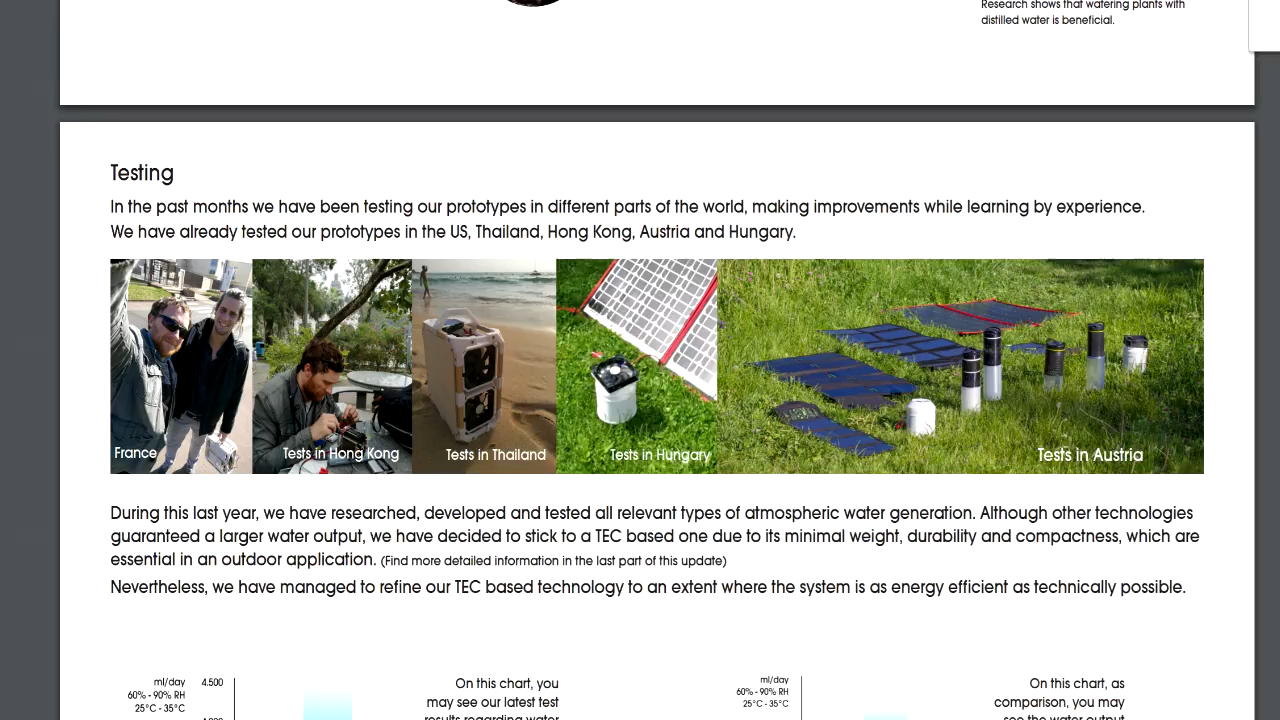 Research shows that watering plants with
distilled water is beneficial.
Testing
In the past months we have been testing our prototypes in different parts of the world, making improvements while learning by experience.
We have already tested our prototypes in the US, Thailand, Hong Kong, Austria and Hungary.
France
Tests in Hong Kong
Tests in Thailand
Tests in Hungary
Tests in Austria
During this last year, we have researched, developed and tested all relevant types of atmospheric water generation. Although other technologies
guaranteed a larger water output, we have decided to stick to a TEC based one due to its minimal weight, durability and compactness, which are
essential in an outdoor application. (Find more detailed information in the last part of this update)
Nevertheless, we have managed to refine our TEC based technology to an extent where the system is as energy efficient as technically possible.
ml/day
60% - 90% RH
25°C - 35°C
4.500
On this chart, you
may see our latest test
results regarding water
ml/day
60% - 90% RH
25°C - 35°C
On this chart, as
comparison, you may
see the water output